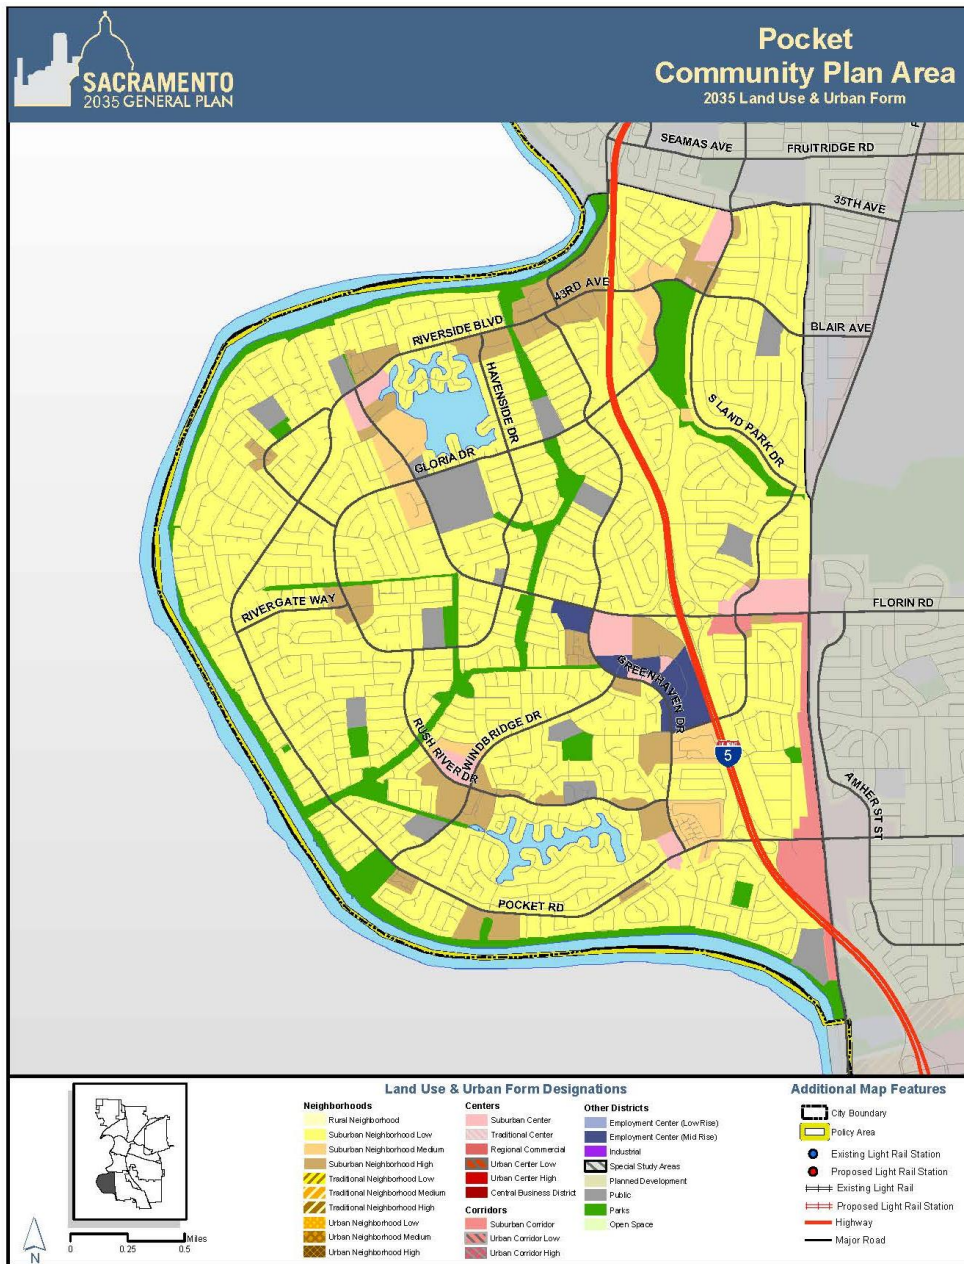 SACRAMENTO
2035 GENERAL PLAN
Pocket
Community Plan Area
2035 Land Use & Urban Form
SEAMAS AVE
FRUITRIDGE RD
35TH AVE
43RD AVE
RIVERSIDE BLVD
BLAIR AVE
HAVENSIDE DR
S LAND PARK DR
GLORIA DR
RIVERGATE WAY
FLORIN RD
GREENHAVEN DR
RUSH RIVER DR
WINDBRIDGE DR
5
AMHERST ST
POCKET RD
Land Use & Urban Form Designations
Neighborhoods
Rural Neighborhood
Suburban Neighborhood Low
Suburban Neighborhood Medium
Suburban Neighborhood High
Traditional Neighborhood Low
Traditional Neighborhood Medium
Traditional Neighborhood High
Urban Neighborhood Low
Urban Neighborhood Medium
Urban Neighborhood High
Centers
Suburban Center
Traditional Center
Regional Commercial
Urban Center Low
Urban Center High
Central Business District
Corridors
Suburban Corridor
Urban Corridor Low
Urban Corridor High
Other Districts
Employment Center (Low Rise)
Employment Center (Mid Rise)
Industrial
Special Study Areas
Planned Development
Public
Parks
Open Space
Additional Map Features
City Boundary
Policy Area
Existing Light Rail Station
Proposed Light Rail Station
Existing Light Rail
Proposed Light Rail Station
Highway
Major Road
N
Miles
0 0.25 0.5